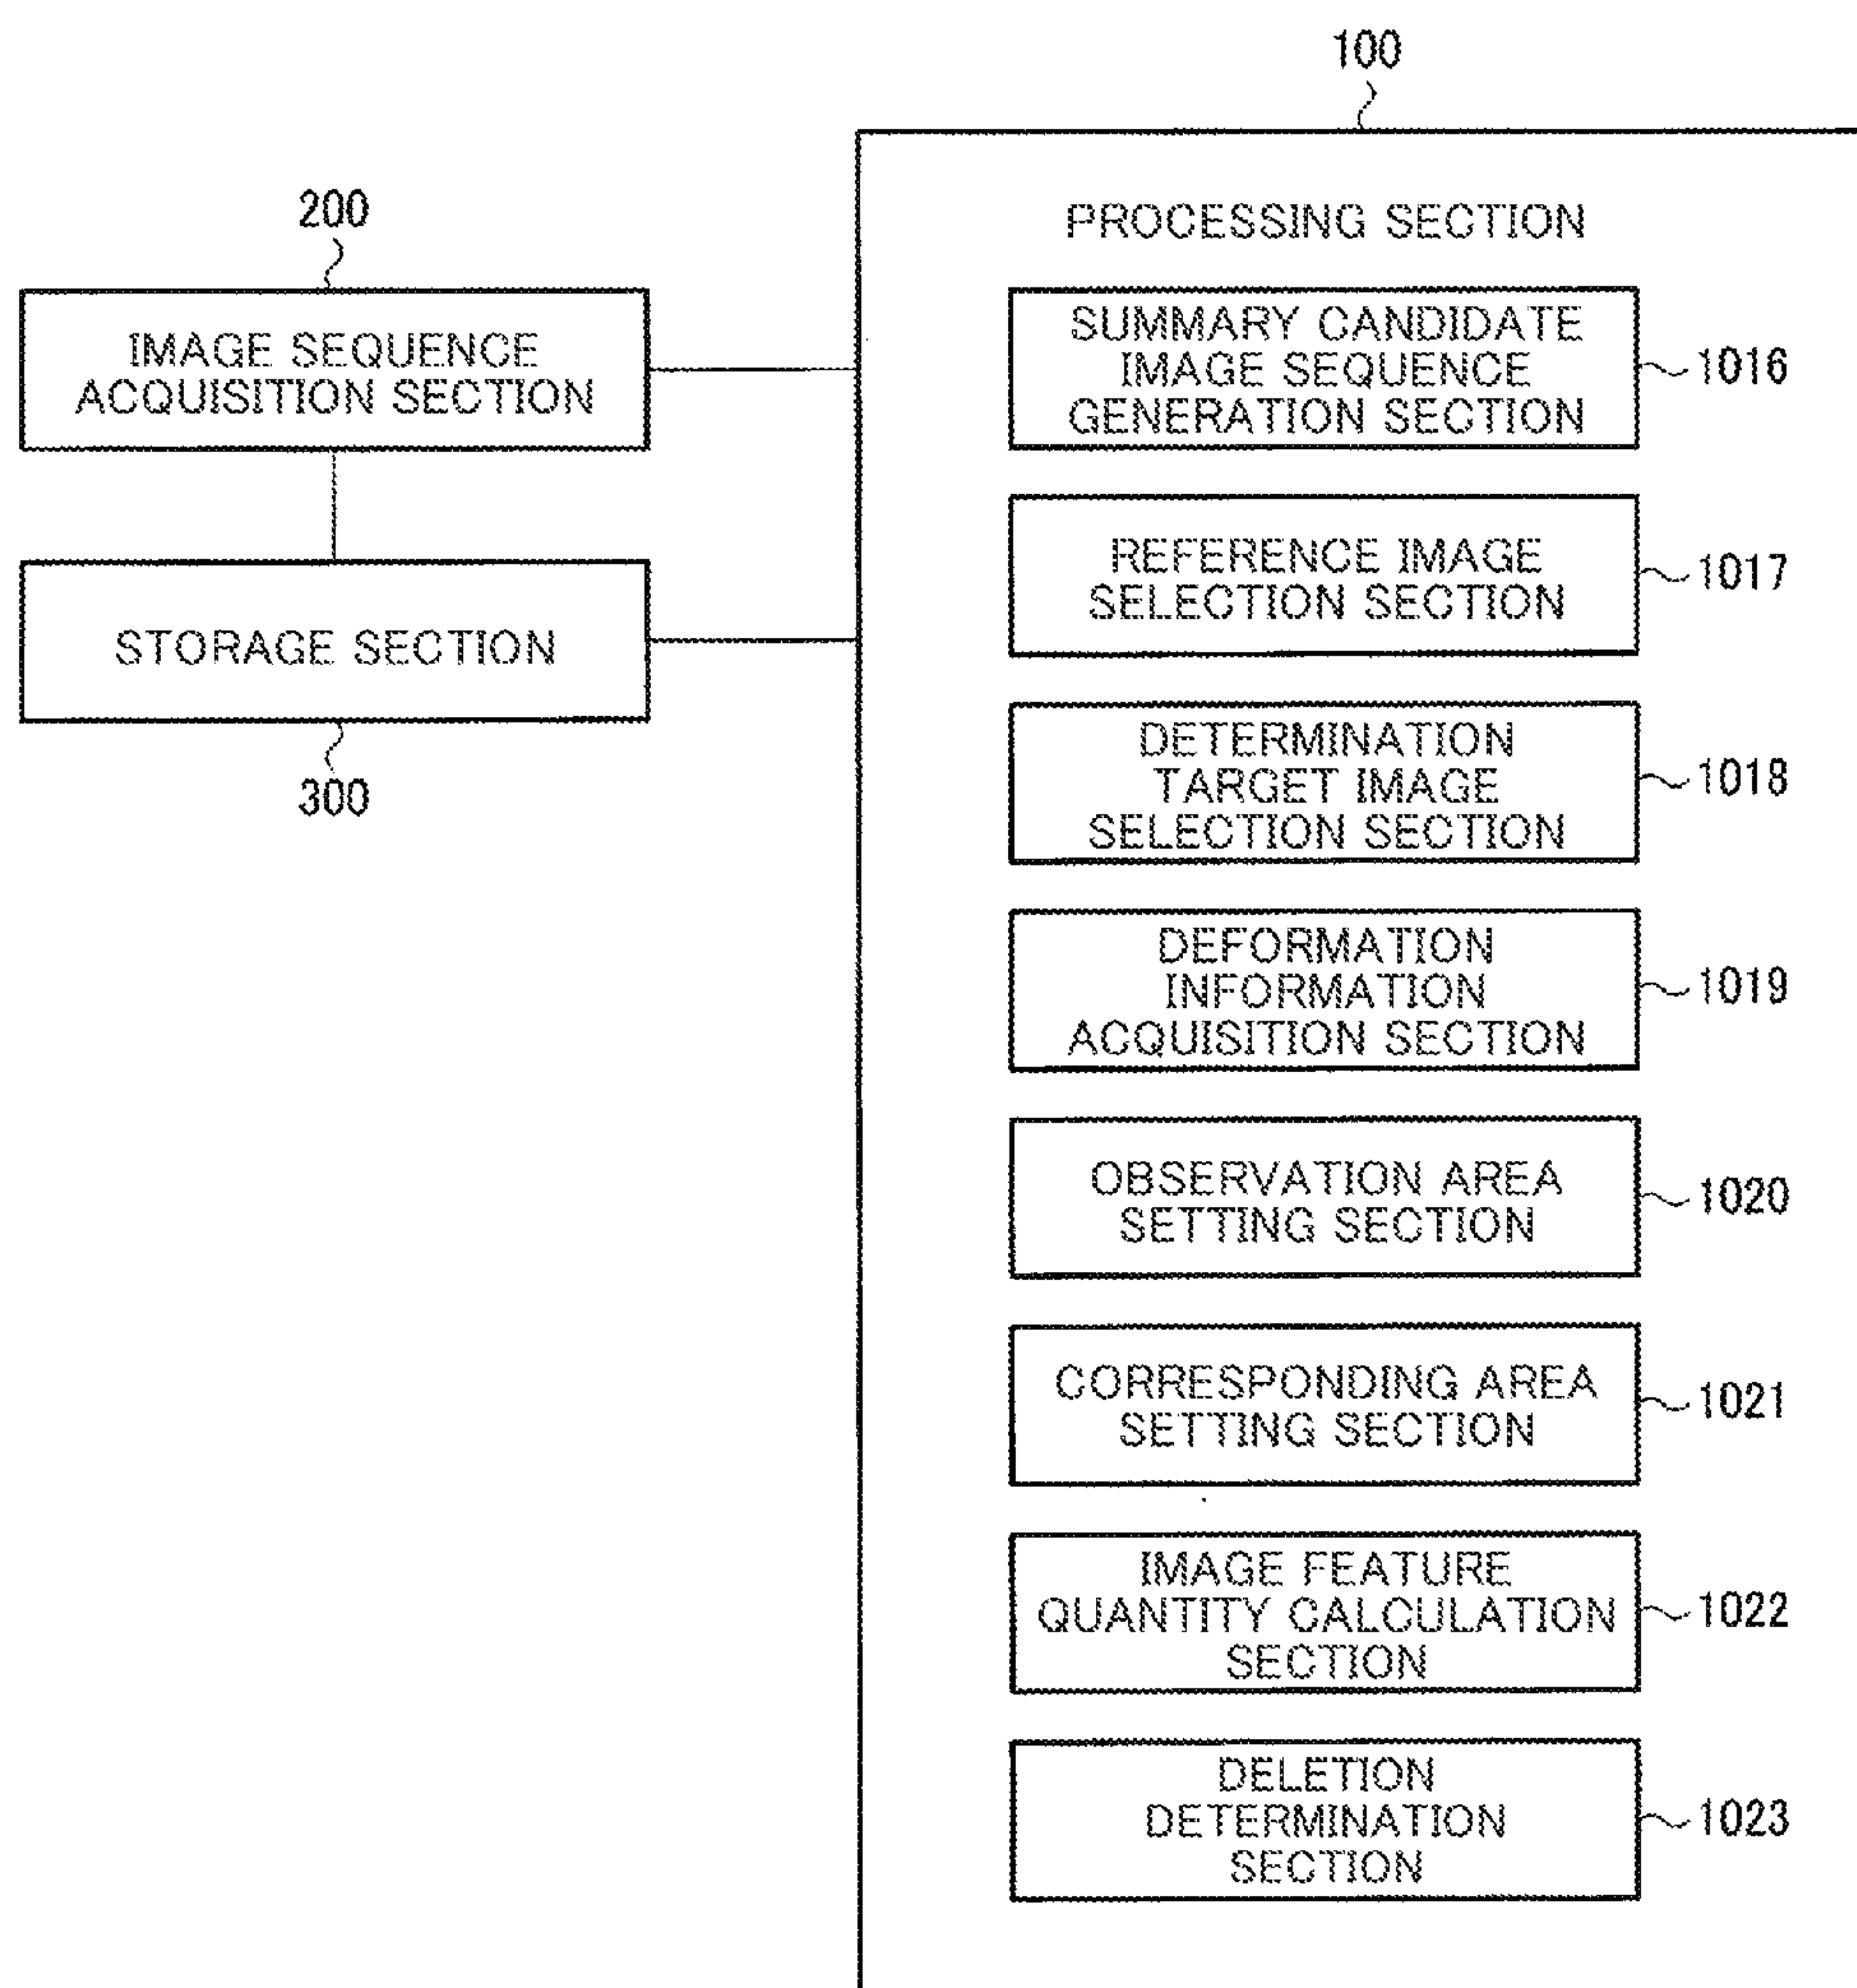 100
200
IMAGE SEQUENCE
ACQUISITION SECTION
STORAGE SECTION
300
PROCESSING SECTION
SUMMARY CANDIDATE
IMAGE SEQUENCE
GENERATION SECTION
1016
REFERENCE IMAGE
SELECTION SECTION
1017
DETERMINATION
TARGET IMAGE
SELECTION SECTION
1018
DEFORMATION
INFORMATION
ACQUISITION SECTION
1019
OBSERVATION AREA
SETTING SECTION
1020
CORRESPONDING AREA
SETTING SECTION
1021
IMAGE FEATURE
QUANTITY CALCULATION
SECTION
1022
DELETION
DETERMINATION
SECTION
1023